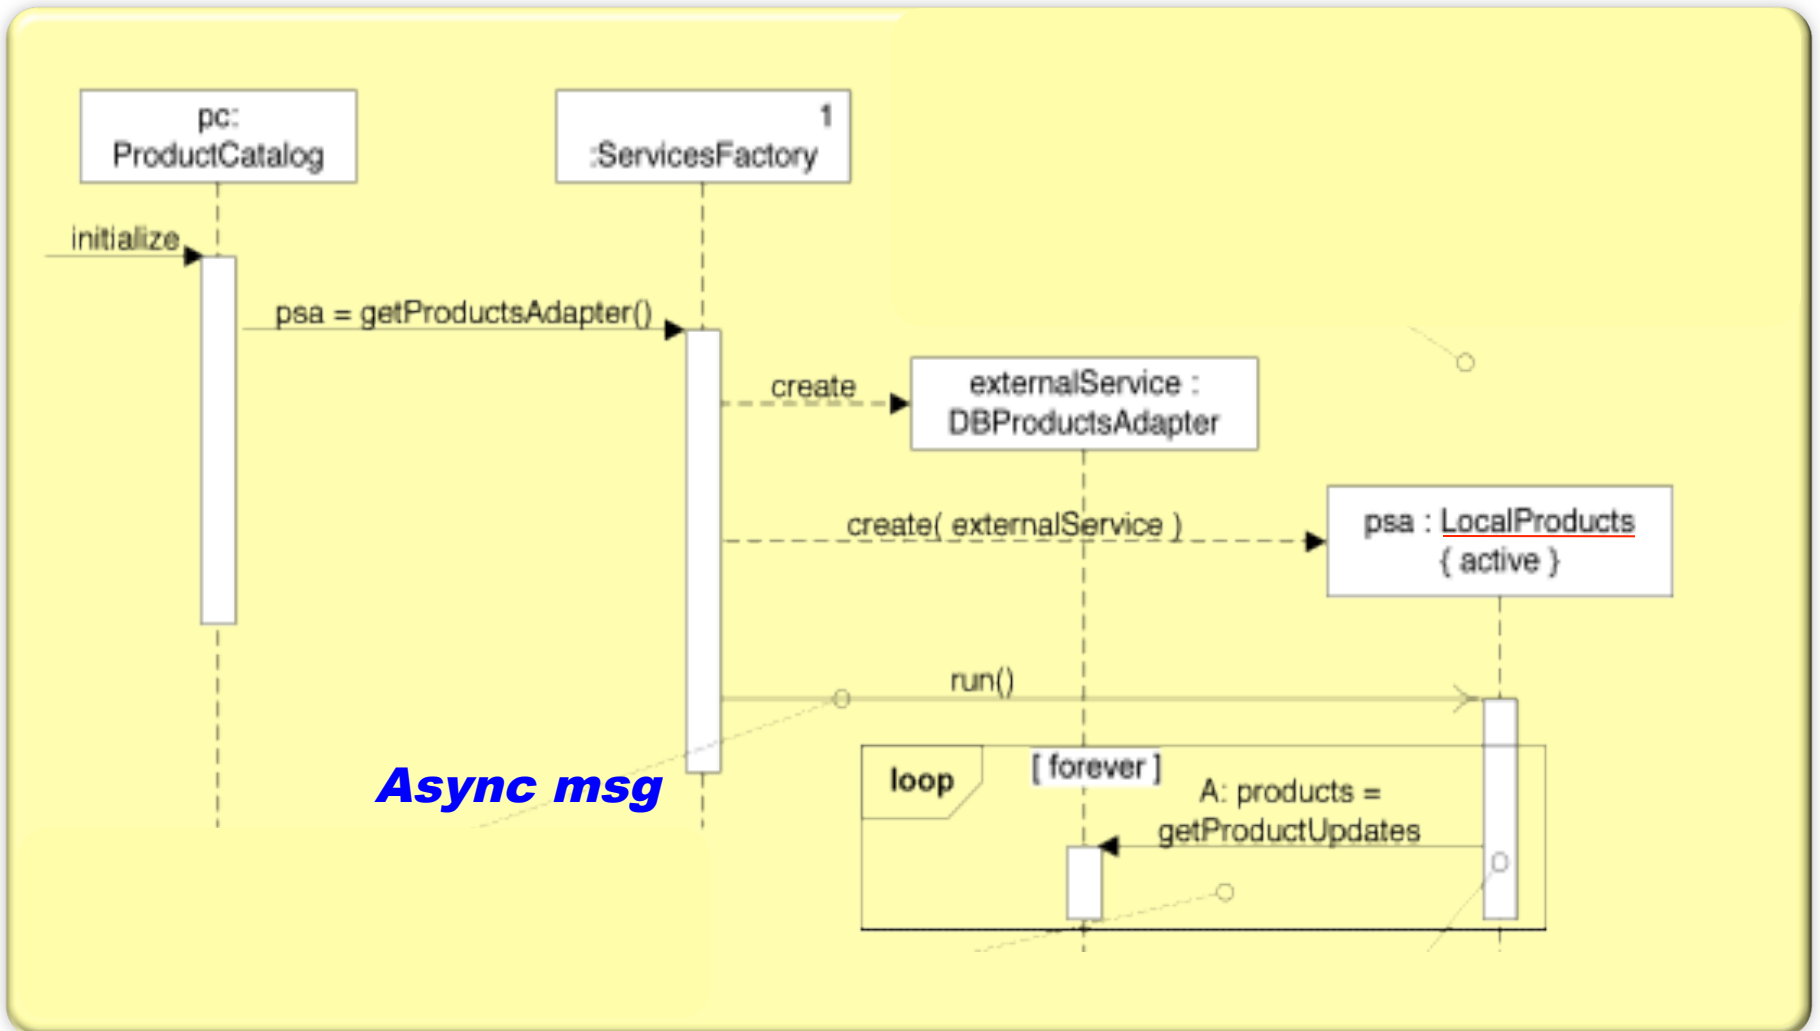 pc:
ProductCatalog
1
:ServicesFactory
initialize
psa = getProductsAdapter()
create
externalService :
DBProductsAdapter
create( externalService )
psa : LocalProducts
{ active }
run()
Async msg
loop
[ forever ]
A: products =
getProductUpdates